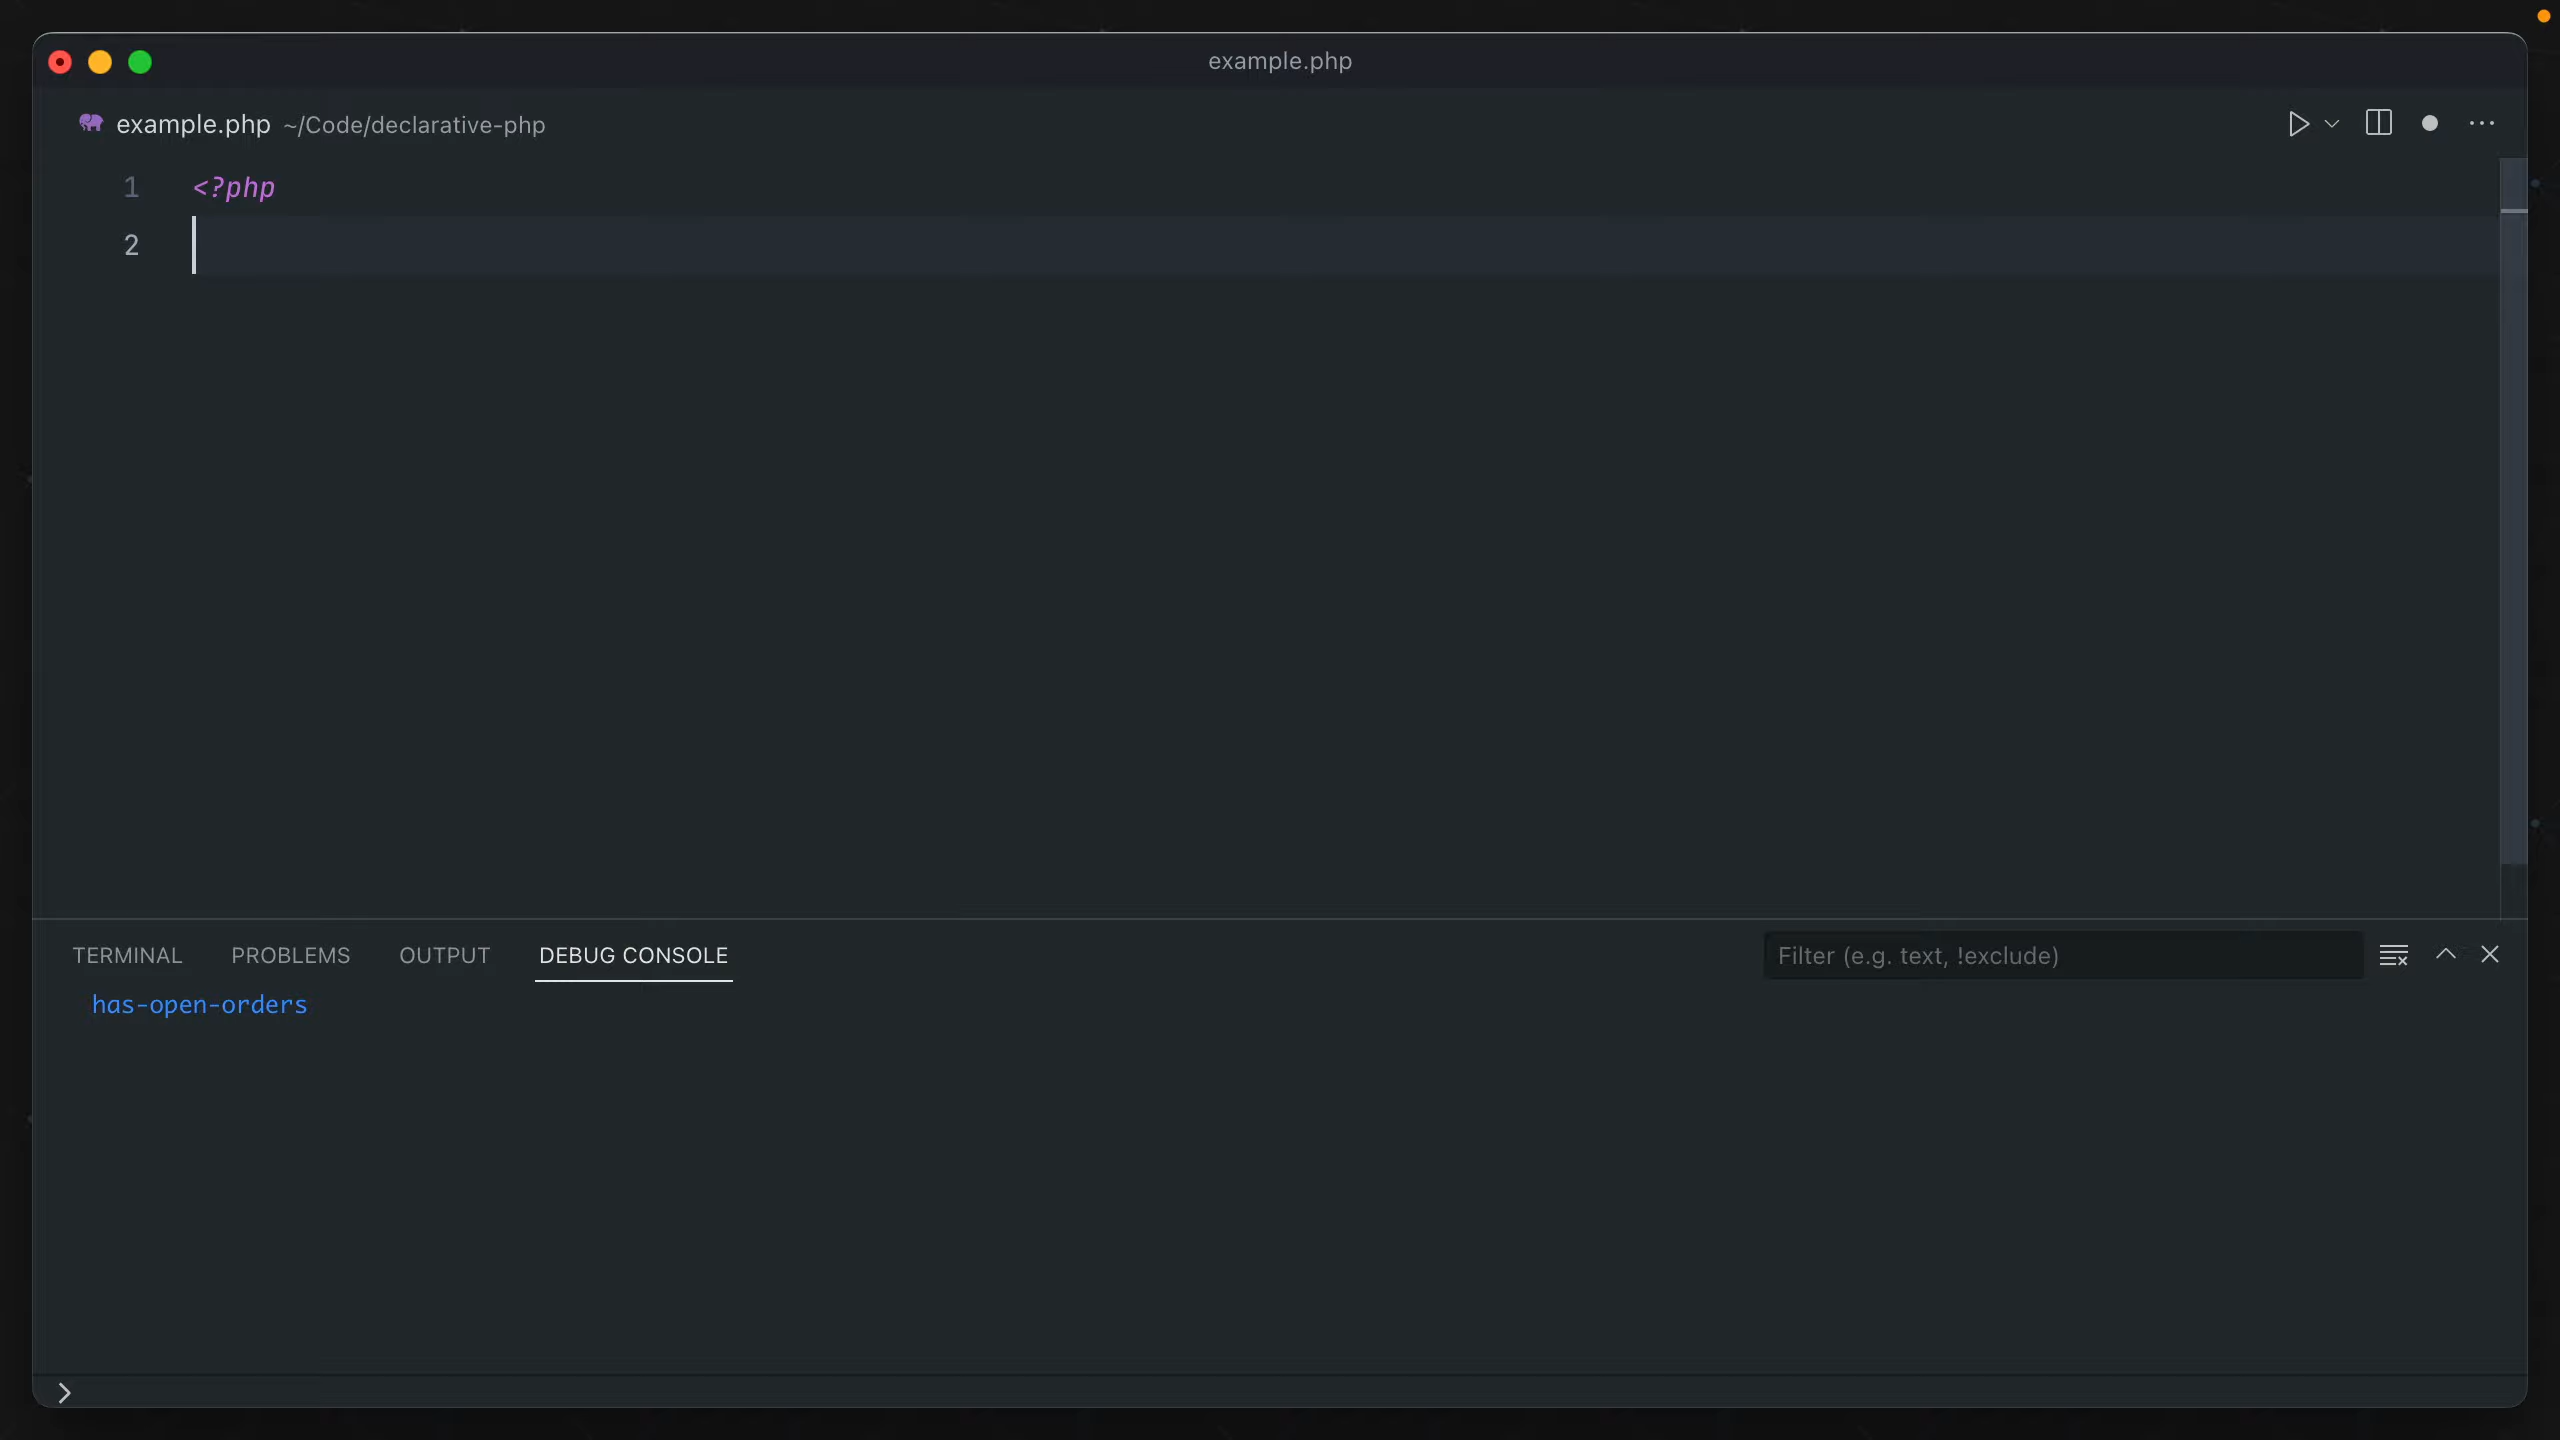 example.php
example.php ~/Code/declarative-php
1 <?php
2
TERMINAL PROBLEMS OUTPUT DEBUG CONSOLE Filter (e.g. text, !exclude)
has-open-orders